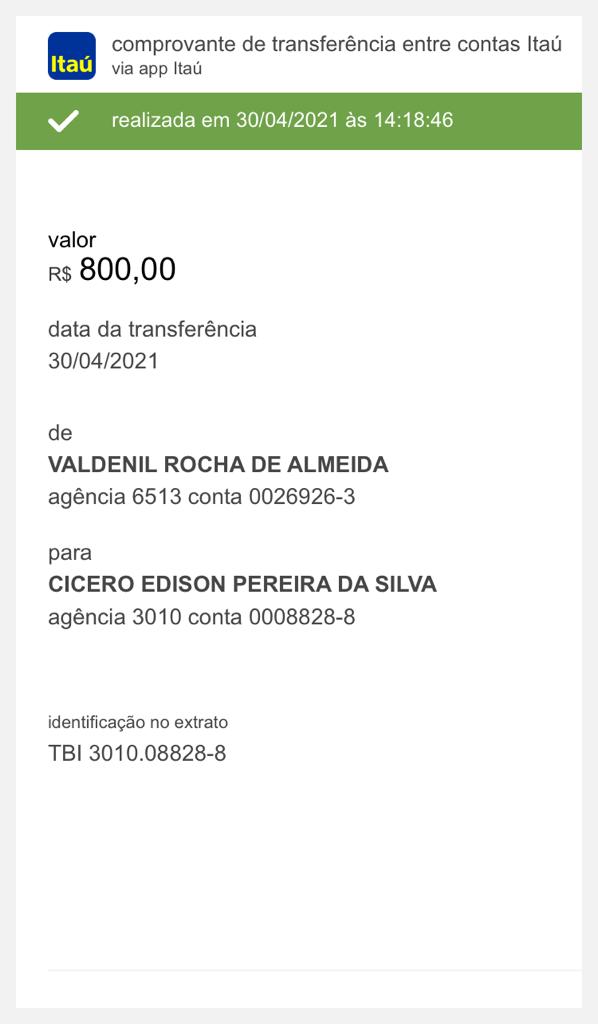 Itaú
comprovante de transferência entre contas Itaú
via app Itaú
realizada em 30/04/2021 às 14:18:46
valor
R$ 800,00
data da transferência
30/04/2021
de
VALDENIL ROCHA DE ALMEIDA
agência 6513 conta 0026926-3
para
CICERO EDISON PEREIRA DA SILVA
agência 3010 conta 0008828-8
identificação no extrato
TBI 3010.08828-8